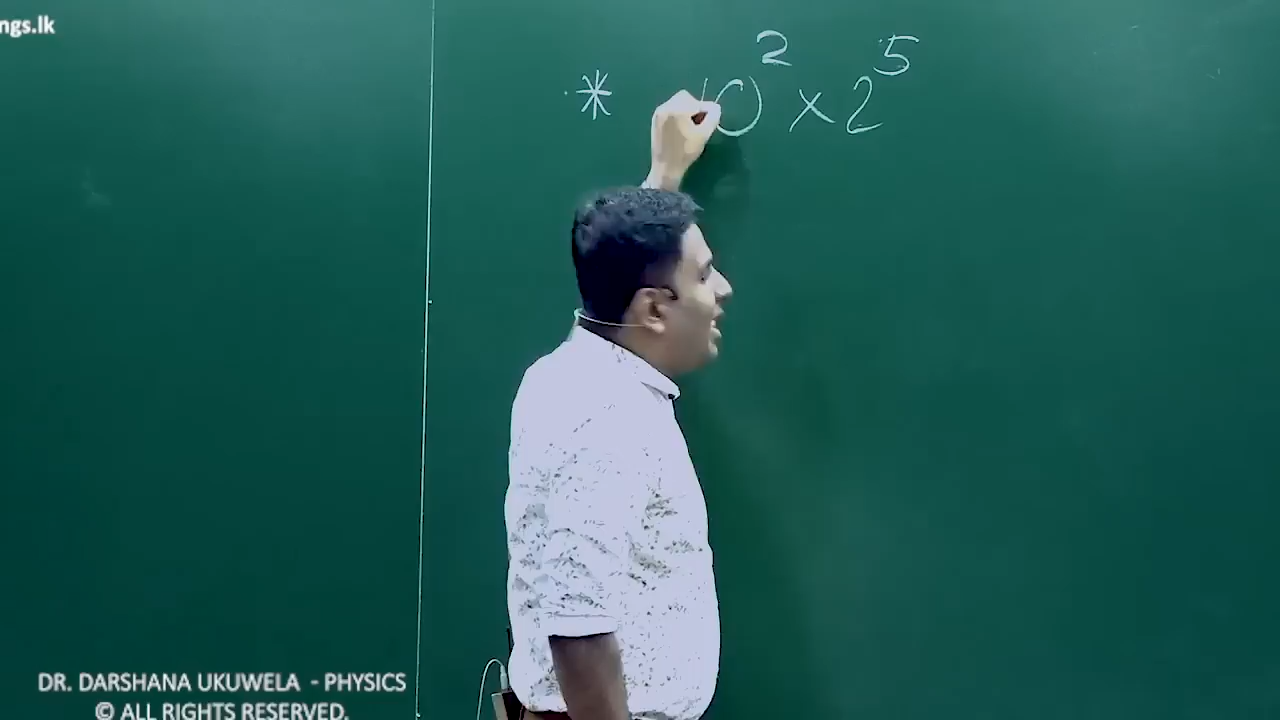 ngs.lk
* 10² × 2⁵
DR. DARSHANA UKUWELA - PHYSICS
© ALL RIGHTS RESERVED.